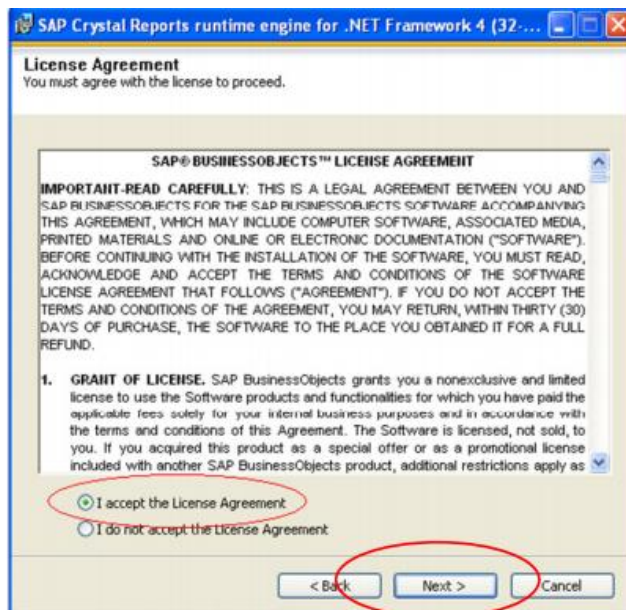 SAP Crystal Reports runtime engine for .NET Framework 4 (32-...
License Agreement
You must agree with the license to proceed.
SAP® BUSINESSOBJECTS™ LICENSE AGREEMENT
IMPORTANT-READ CAREFULLY: THIS IS A LEGAL AGREEMENT BETWEEN YOU AND
SAP BUSINESSOBJECTS FOR THE SAP BUSINESSOBJECTS SOFTWARE ACCOMPANYING
THIS AGREEMENT, WHICH MAY INCLUDE COMPUTER SOFTWARE, ASSOCIATED MEDIA,
PRINTED MATERIALS AND ONLINE OR ELECTRONIC DOCUMENTATION ("SOFTWARE").
BEFORE CONTINUING WITH THE INSTALLATION OF THE SOFTWARE, YOU MUST READ,
ACKNOWLEDGE AND ACCEPT THE TERMS AND CONDITIONS OF THE SOFTWARE
LICENSE AGREEMENT THAT FOLLOWS ("AGREEMENT"). IF YOU DO NOT ACCEPT THE
TERMS AND CONDITIONS OF THE AGREEMENT, YOU MAY RETURN, WITHIN THIRTY (30)
DAYS OF PURCHASE, THE SOFTWARE TO THE PLACE YOU OBTAINED IT FOR A FULL
REFUND.
1. GRANT OF LICENSE. SAP BusinessObjects grants you a nonexclusive and limited
license to use the Software products and functionalities for which you have paid the
applicable fees solely for your internal business purposes and in accordance with
the terms and conditions of this Agreement. The Software is licensed, not sold, to
you. If you acquired this product as a special offer or as a promotional license
included with another SAP BusinessObjects product, additional restrictions apply as
I accept the License Agreement
I do not accept the License Agreement
< Back
Next >
Cancel